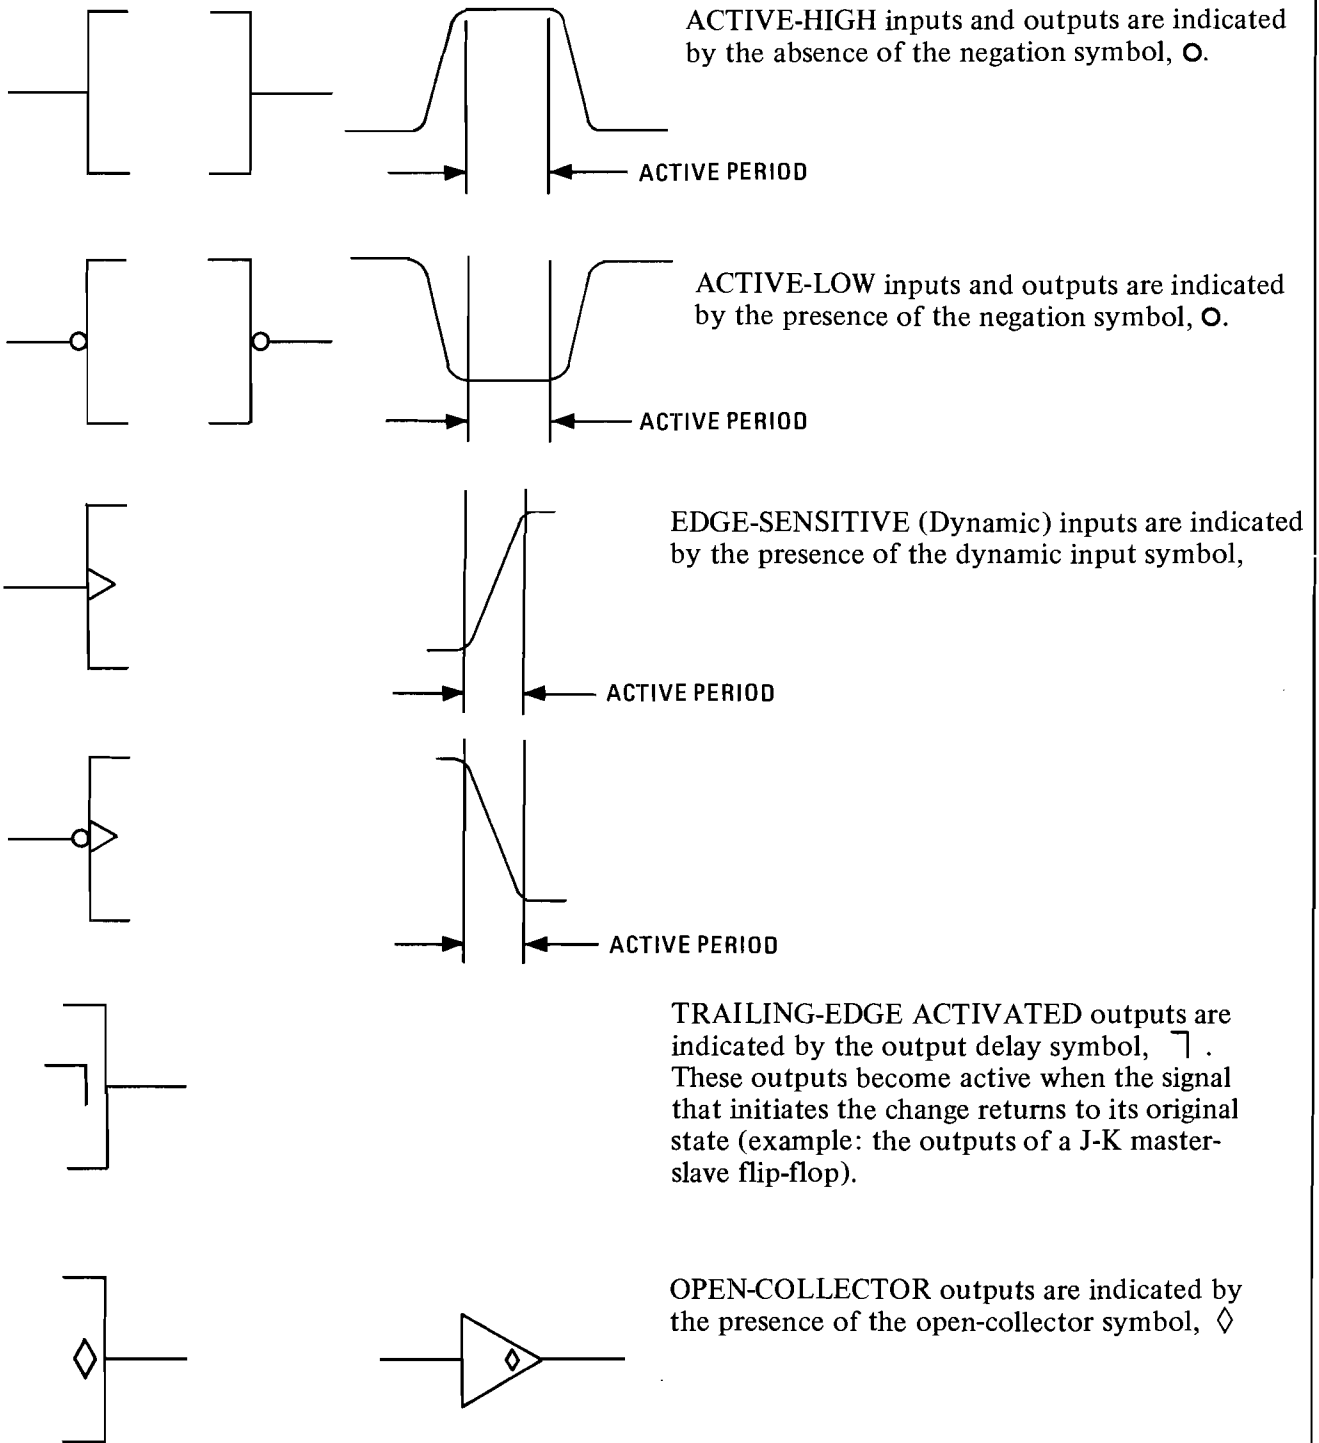 ACTIVE-HIGH inputs and outputs are indicated
by the absence of the negation symbol, O.
ACTIVE PERIOD
ACTIVE-LOW inputs and outputs are indicated
by the presence of the negation symbol, O.
ACTIVE PERIOD
EDGE-SENSITIVE (Dynamic) inputs are indicated
by the presence of the dynamic input symbol,
ACTIVE PERIOD
ACTIVE PERIOD
TRAILING-EDGE ACTIVATED outputs are
indicated by the output delay symbol, ┐ .
These outputs become active when the signal
that initiates the change returns to its original
state (example: the outputs of a J-K master-
slave flip-flop).
OPEN-COLLECTOR outputs are indicated by
the presence of the open-collector symbol, ◊